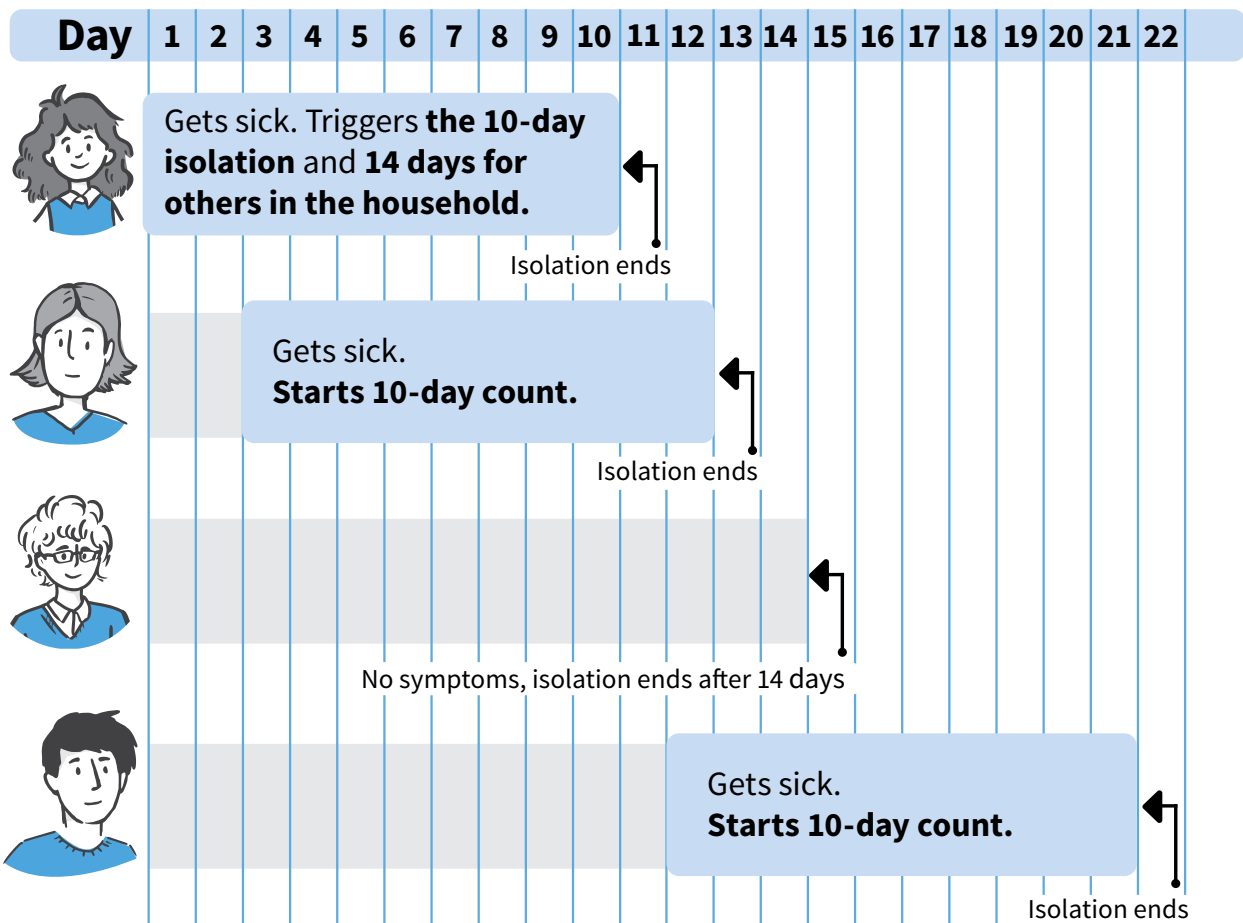 Day 1 2 3 4 5 6 7 8 9 10 11 12 13 14 15 16 17 18 19 20 21 22
Gets sick. Triggers the 10-day
isolation and 14 days for
others in the household.
Isolation ends
Gets sick.
Starts 10-day count.
Isolation ends
No symptoms, isolation ends after 14 days
Gets sick.
Starts 10-day count.
Isolation ends